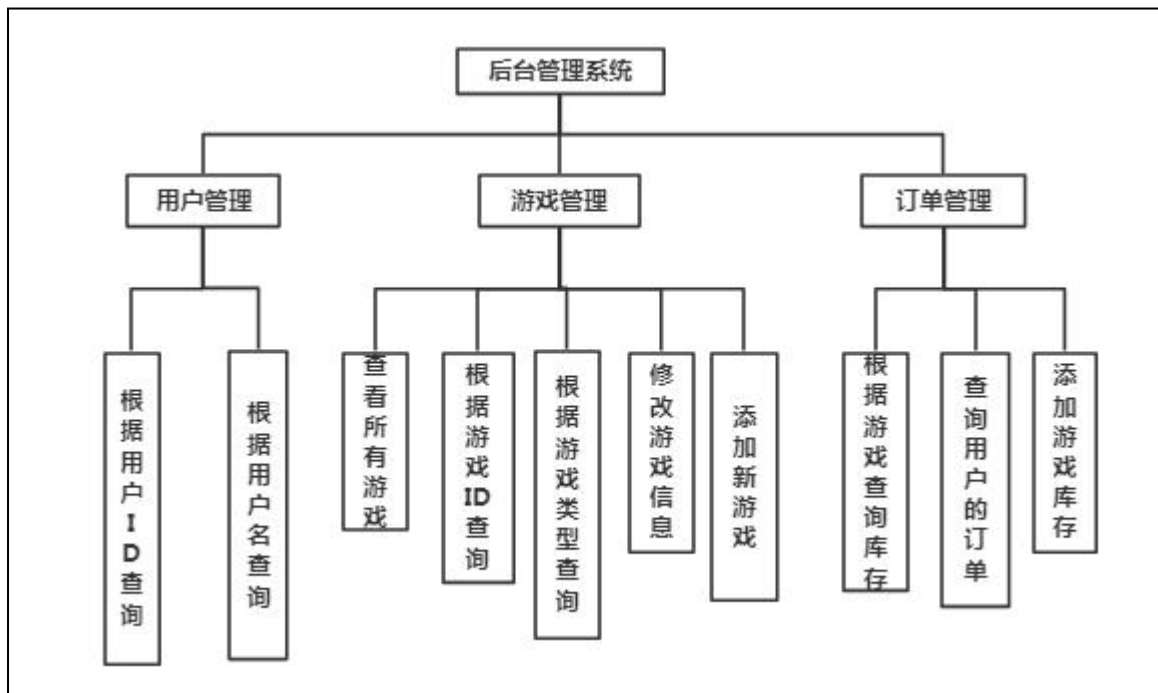 后台管理系统
用户管理
游戏管理
订单管理
根据用户ID查询
根据用户名查询
查看所有游戏
根据游戏ID查询
根据游戏类型查询
修改游戏信息
添加新游戏
根据游戏查询库存
查询用户的订单
添加游戏库存